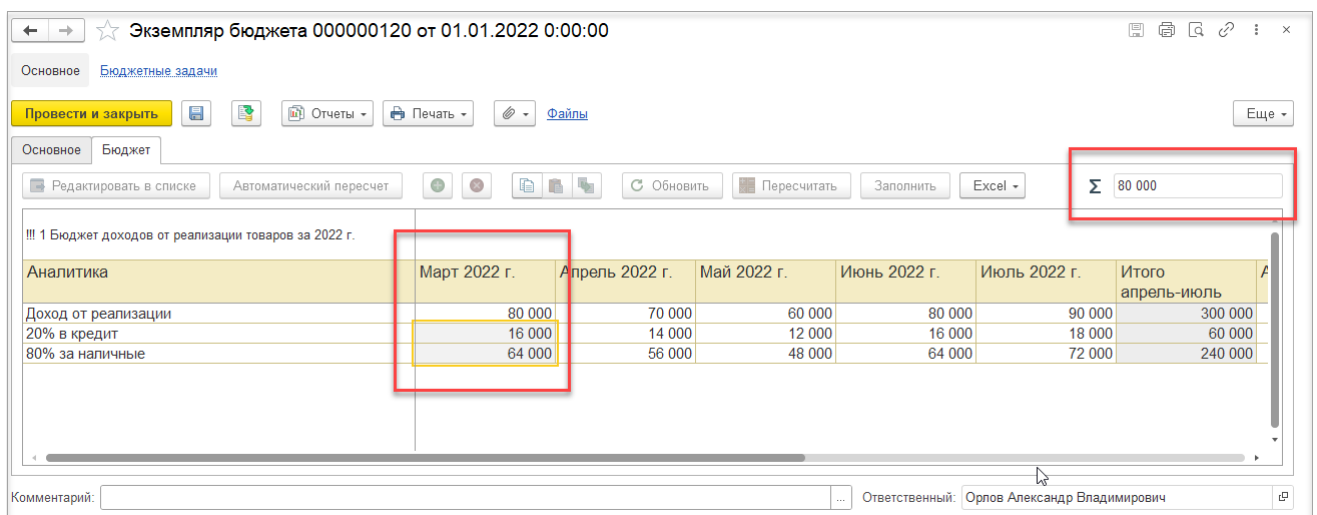 Экземпляр бюджета 000000120 от 01.01.2022 0:00:00
Основное Бюджетные задачи
Провести и закрыть Отчеты Печать Файлы Еще
Основное Бюджет
Редактировать в списке Автоматический пересчет Обновить Пересчитать Заполнить Excel Σ 80 000
!!! 1 Бюджет доходов от реализации товаров за 2022 г.
Аналитика Март 2022 г. Апрель 2022 г. Май 2022 г. Июнь 2022 г. Июль 2022 г. Итого А
апрель-июль
Доход от реализации 80 000 70 000 60 000 80 000 90 000 300 000
20% в кредит 16 000 14 000 12 000 16 000 18 000 60 000
80% за наличные 64 000 56 000 48 000 64 000 72 000 240 000
Комментарий: ... Ответственный: Орлов Александр Владимирович